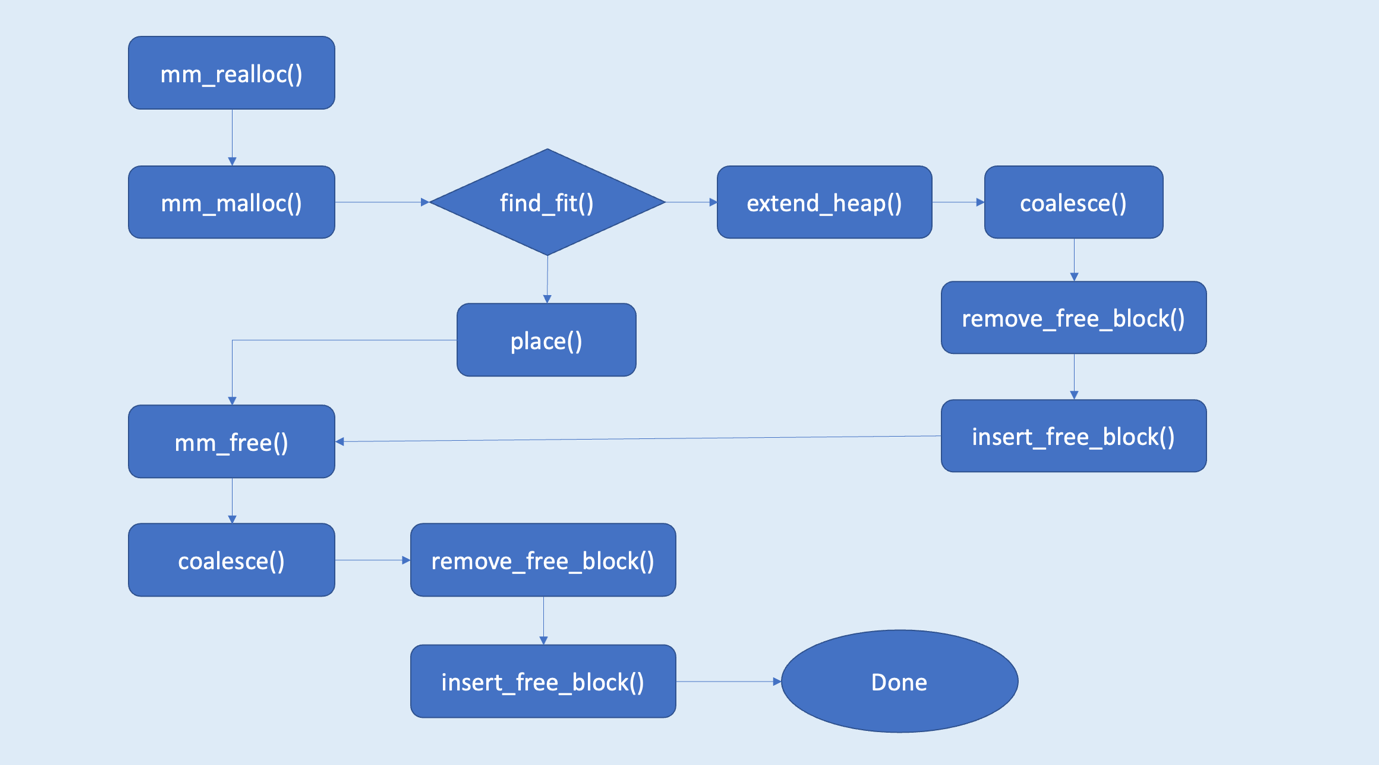 mm_realloc()
mm_malloc()
find_fit()
extend_heap()
coalesce()
remove_free_block()
place()
insert_free_block()
mm_free()
coalesce()
remove_free_block()
insert_free_block()
Done